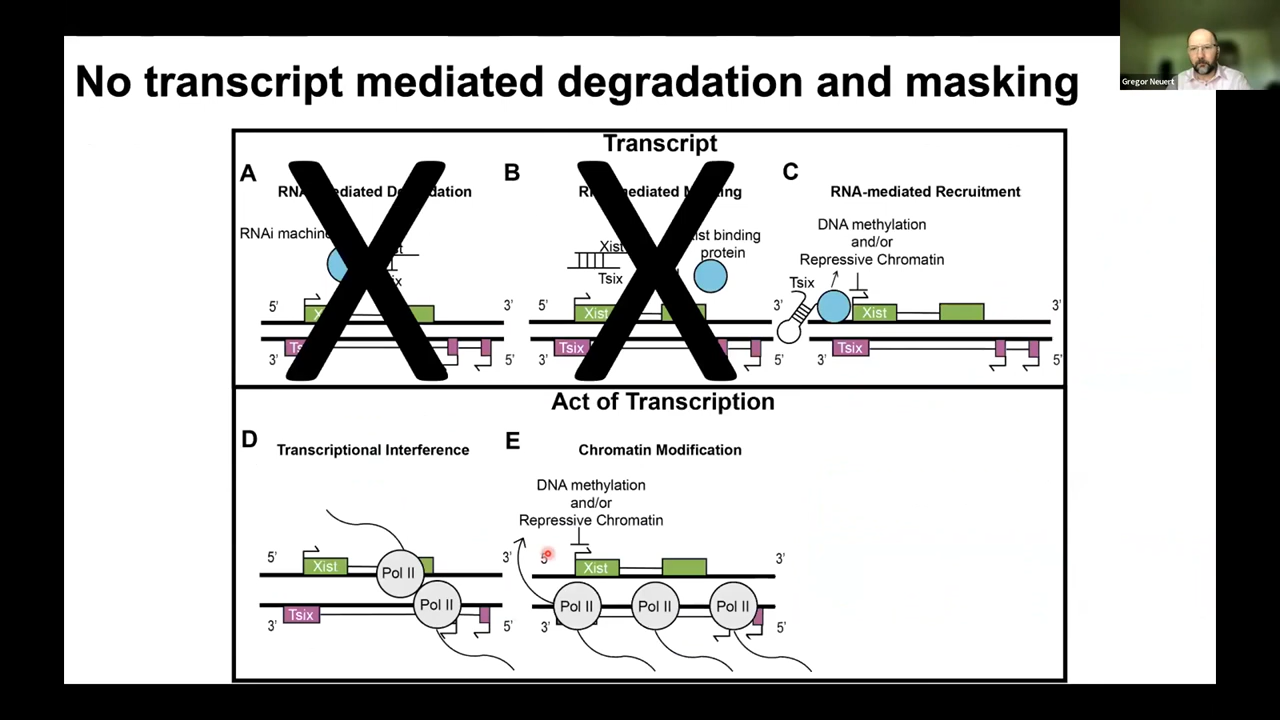 No transcript mediated degradation and masking
Gregor Neuert
Transcript
A
B
C
RNA-mediated Recruitment
RNAi
DNA methylation
and/or
Repressive Chromatin
binding
protein
Xist
Tsix
Tsix
5’
3’
3’
5’
5’
3’
Xist
Tsix
3’
5’
3’
Xist
Tsix
3’
5’
Act of Transcription
D
Transcriptional Interference
E
Chromatin Modification
DNA methylation
and/or
Repressive Chromatin
5’
3’
Xist
Pol II
Tsix
Pol II
3’
5’
5’
3’
Xist
Pol II
Pol II
Pol II
3’
5’